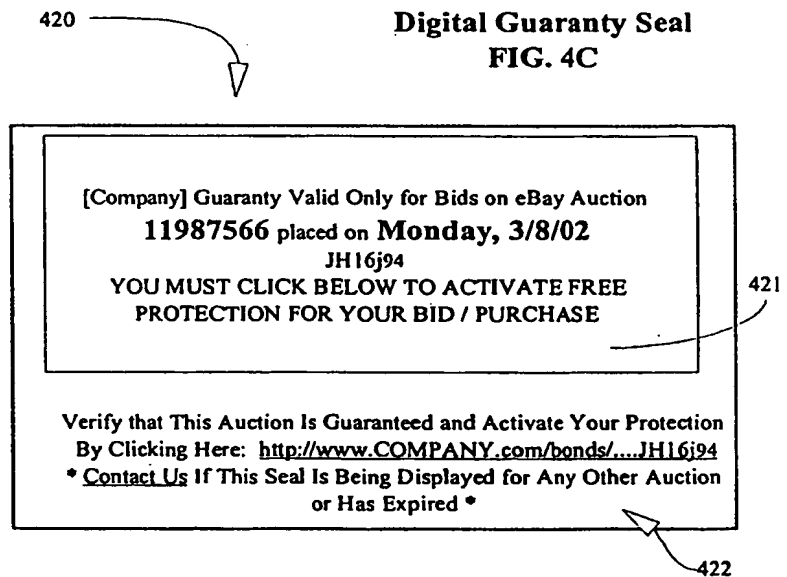 420
Digital Guaranty Seal
FIG. 4C
[Company] Guaranty Valid Only for Bids on eBay Auction
11987566 placed on Monday, 3/8/02
JH16j94
YOU MUST CLICK BELOW TO ACTIVATE FREE
PROTECTION FOR YOUR BID / PURCHASE
421
Verify that This Auction Is Guaranteed and Activate Your Protection
By Clicking Here: http://www.COMPANY.com/bonds/....JH16j94
* Contact Us If This Seal Is Being Displayed for Any Other Auction
or Has Expired *
422